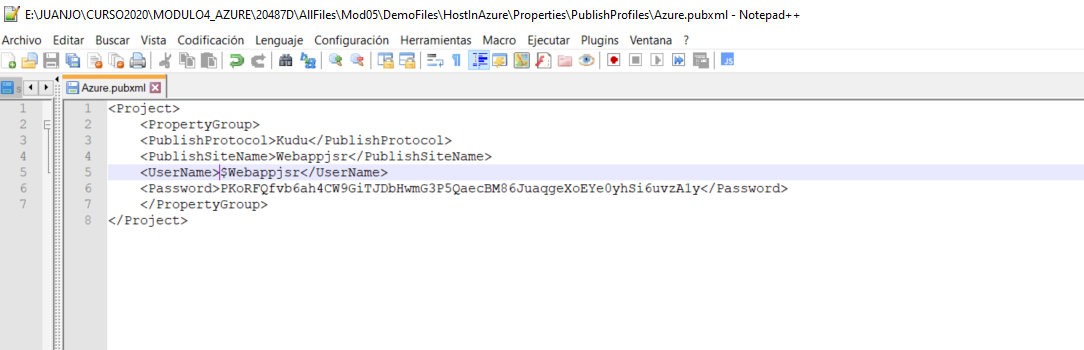 E:\JUANJO\CURSO2020\MODULO4_AZURE\20487D\AllFiles\Mod05\DemoFiles\HostInAzure\Properties\PublishProfiles\Azure.pubxml - Notepad++
Archivo Editar Buscar Vista Codificación Lenguaje Configuración Herramientas Macro Ejecutar Plugins Ventana ?
Azure.pubxml
1 1 <Project>
2 2 <PropertyGroup>
3 3 <PublishProtocol>Kudu</PublishProtocol>
4 4 <PublishSiteName>Webappjsr</PublishSiteName>
5 5 <UserName>$Webappjsr</UserName>
6 6 <Password>PKoRFQfvb6ah4CW9GiTJDbHwmG3P5QaecBM86JuaqgeXoEYe0yhSi6uvzA1y</Password>
7 7 </PropertyGroup>
8 </Project>